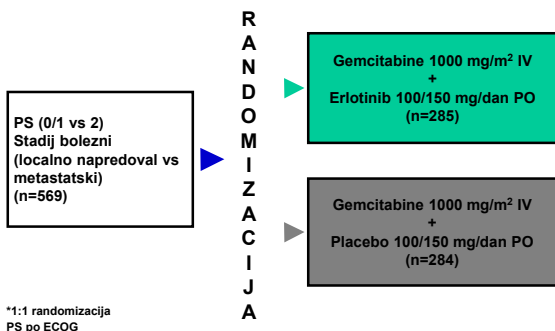 PS (0/1 vs 2)
Stadij bolezni
(localno napredoval vs
metastatski)
(n=569)
R
A
N
D
O
M
I
Z
A
C
I
J
A
Gemcitabine 1000 mg/m² IV
+
Erlotinib 100/150 mg/dan PO
(n=285)
Gemcitabine 1000 mg/m² IV
+
Placebo 100/150 mg/dan PO
(n=284)
*1:1 randomizacija
PS po ECOG